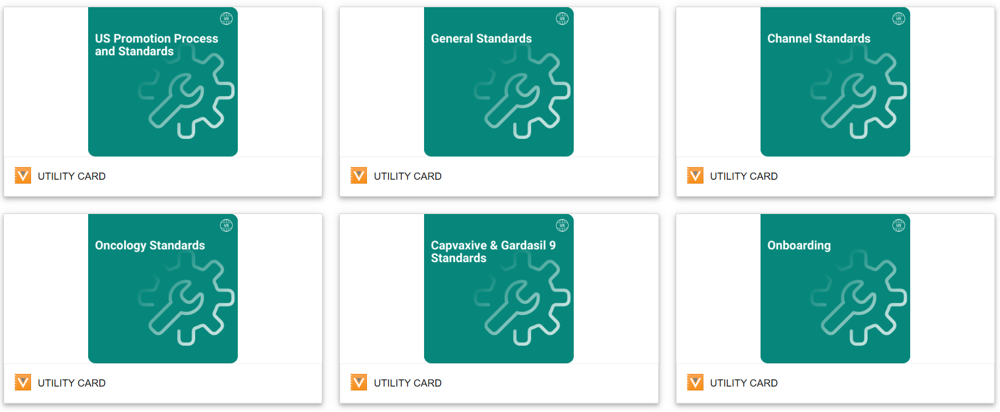 US
US Promotion Process
and Standards
UTILITY CARD
US
General Standards
UTILITY CARD
US
Channel Standards
UTILITY CARD
US
Oncology Standards
UTILITY CARD
US
Capvaxive & Gardasil 9
Standards
UTILITY CARD
US
Onboarding
UTILITY CARD